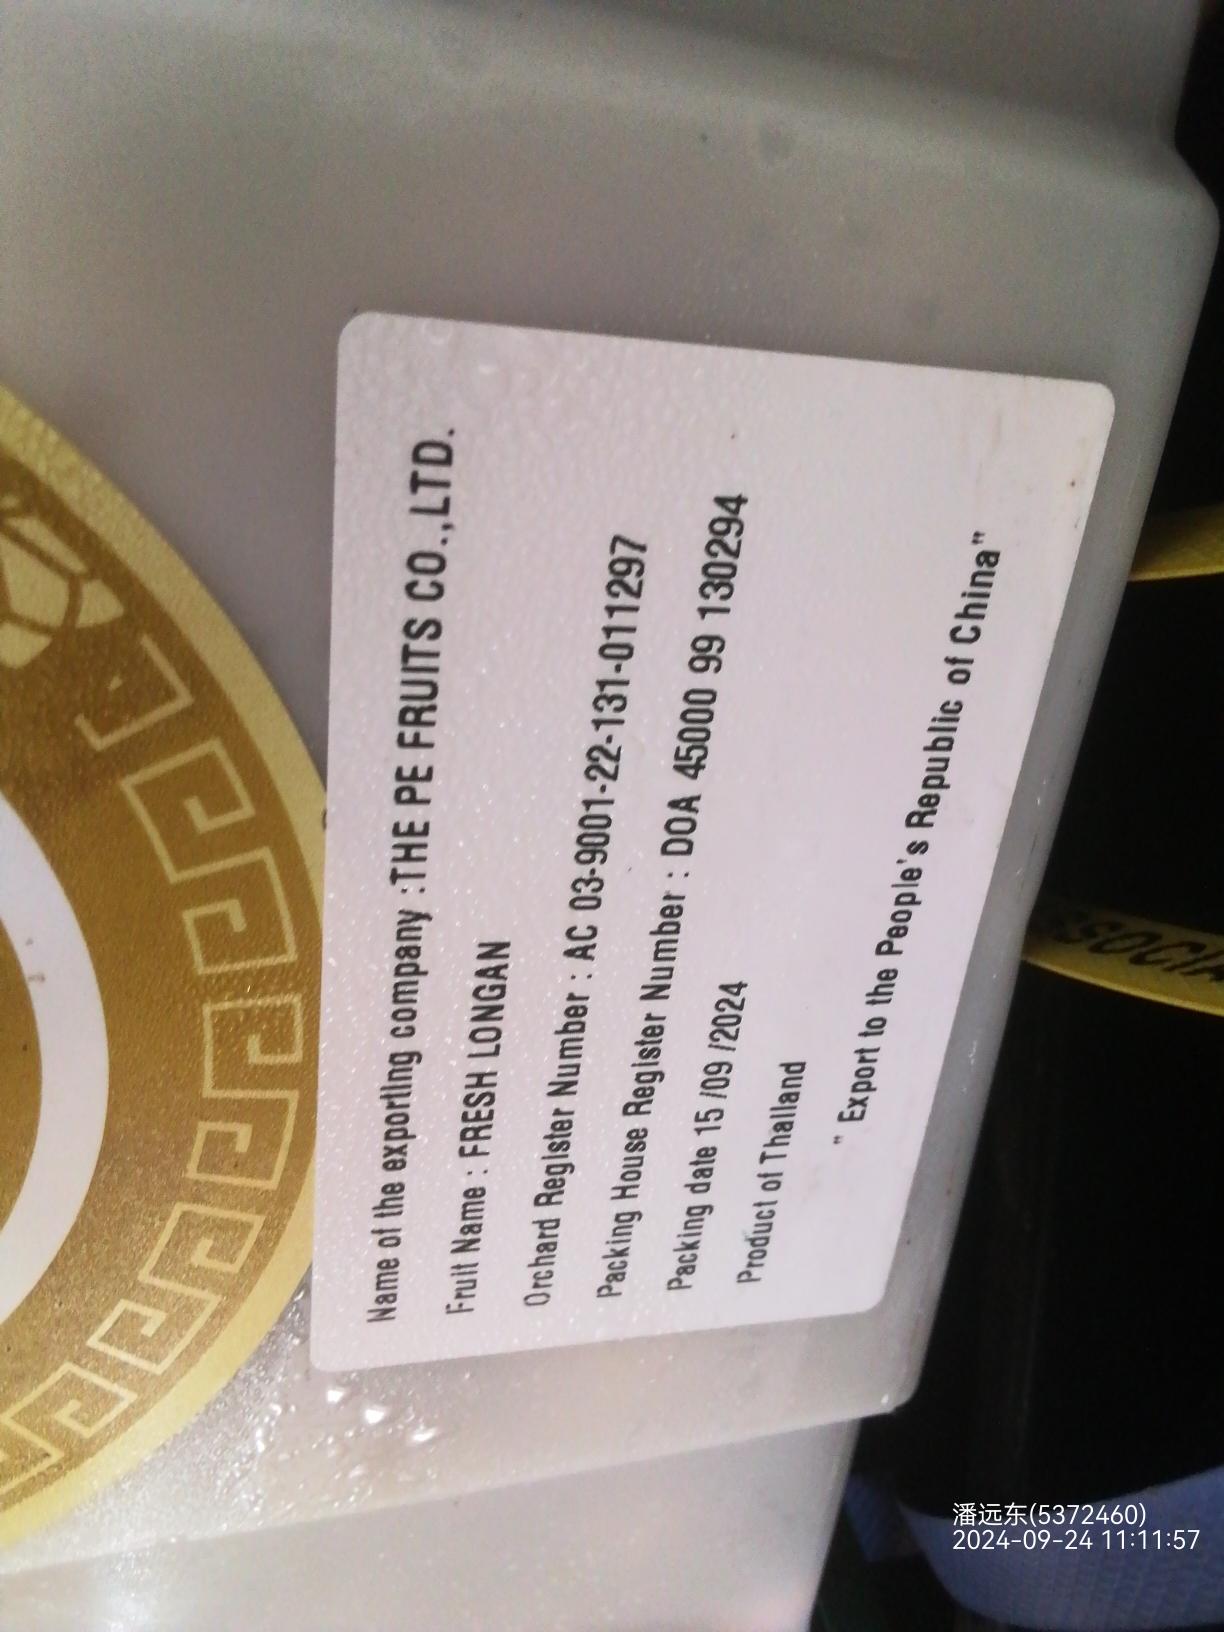 Name of the exporting company :THE PE FRUITS CO.,LTD.
Fruit Name : FRESH LONGAN
Orchard Register Number : AC 03-9001-22-131-011297
Packing House Register Number : DOA 45000 99 130294
Packing date 15 /09 /2024
Product of Thailand
" Export to the People's Republic of China"
潘远东(5372460)
2024-09-24 11:11:57